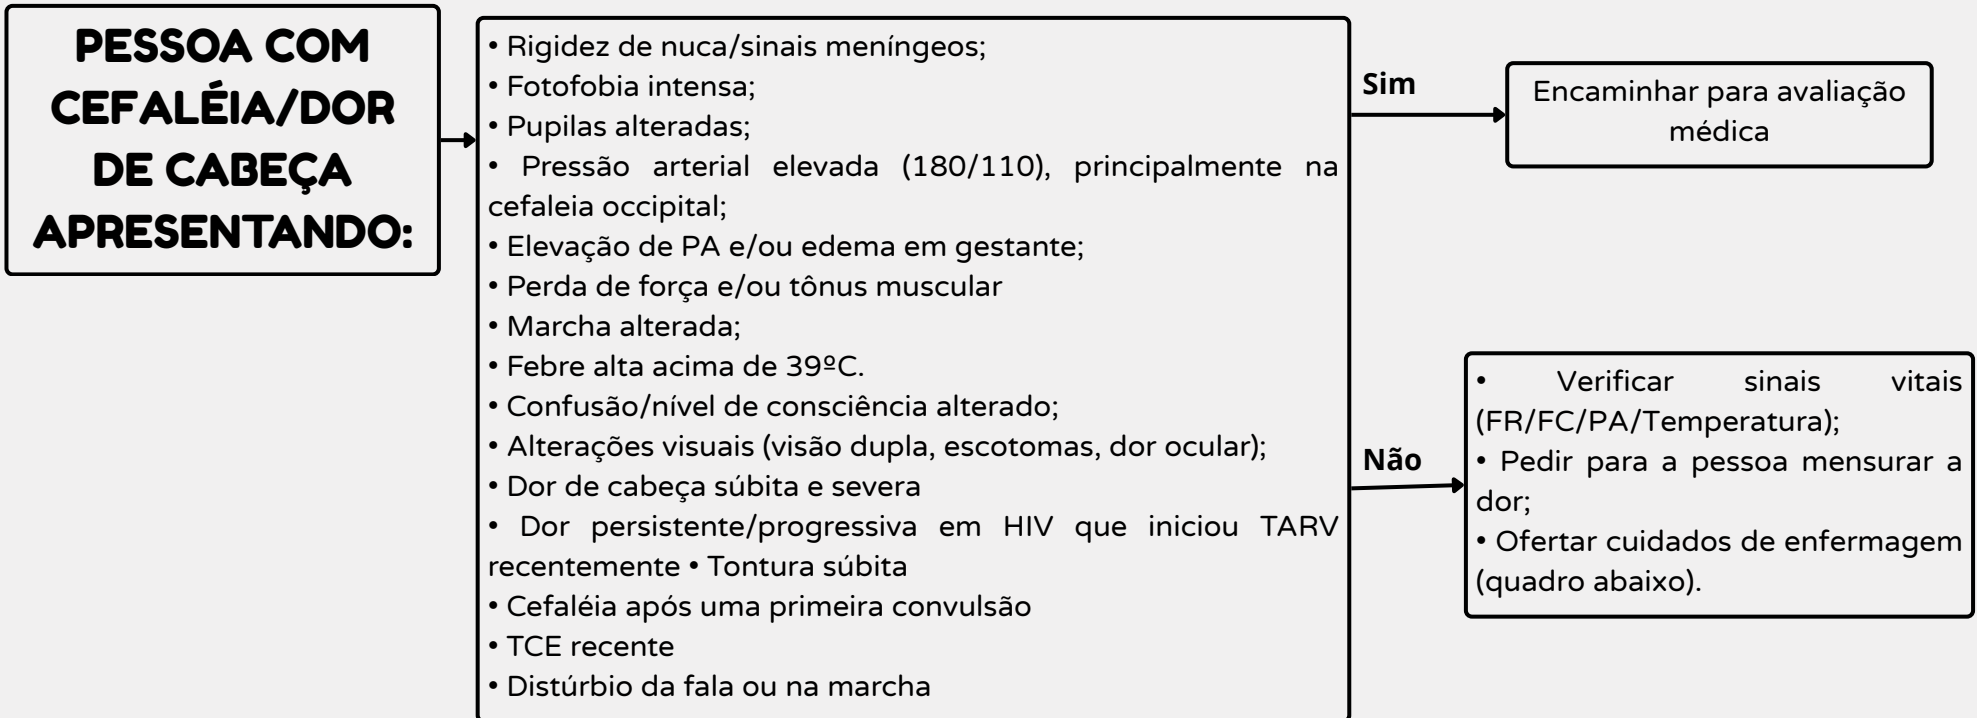 PESSOA COM
CEFALÉIA/DOR
DE CABEÇA
APRESENTANDO:
• Rigidez de nuca/sinais meníngeos;
• Fotofobia intensa;
• Pupilas alteradas;
• Pressão arterial elevada (180/110), principalmente na
cefaleia occipital;
• Elevação de PA e/ou edema em gestante;
• Perda de força e/ou tônus muscular
• Marcha alterada;
• Febre alta acima de 39ºC.
• Confusão/nível de consciência alterado;
• Alterações visuais (visão dupla, escotomas, dor ocular);
• Dor de cabeça súbita e severa
• Dor persistente/progressiva em HIV que iniciou TARV
recentemente • Tontura súbita
• Cefaléia após uma primeira convulsão
• TCE recente
• Distúrbio da fala ou na marcha
Sim
Encaminhar para avaliação
médica
Não
• Verificar sinais vitais
(FR/FC/PA/Temperatura);
• Pedir para a pessoa mensurar a
dor;
• Ofertar cuidados de enfermagem
(quadro abaixo).